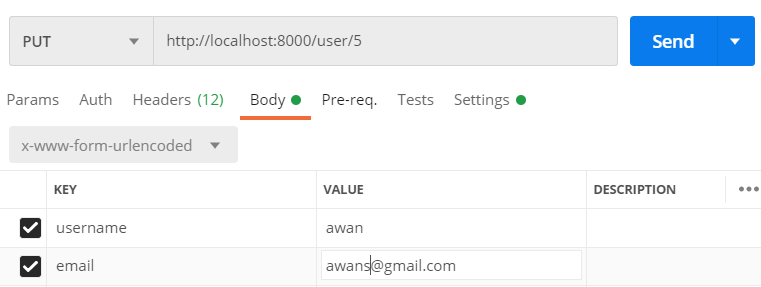 PUT http://localhost:8000/user/5 Send
Params Auth Headers (12) Body Pre-req. Tests Settings
x-www-form-urlencoded
KEY VALUE DESCRIPTION
username awan
email awans@gmail.com